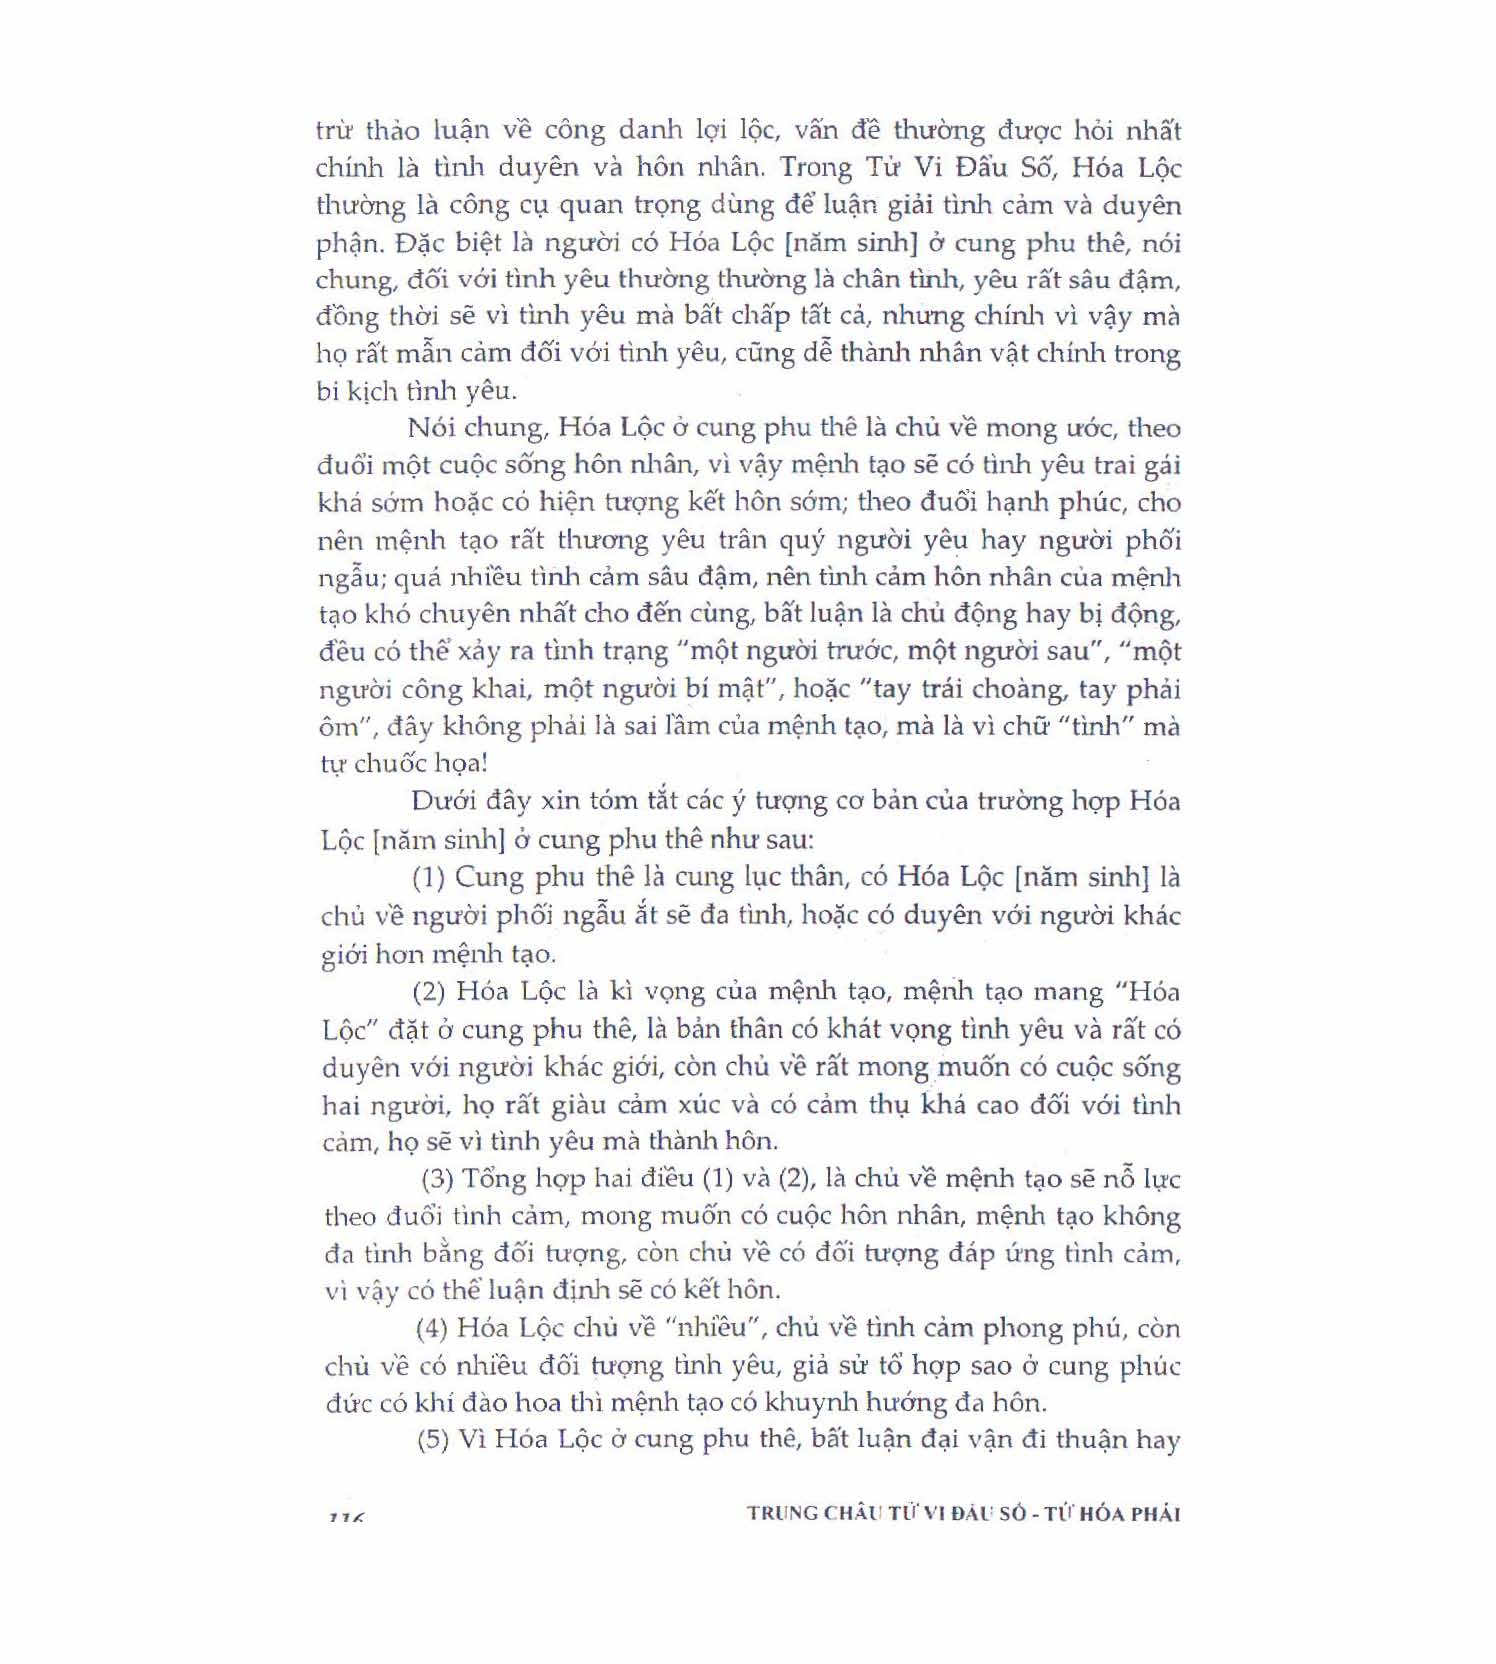 trừ thảo luận về công danh lợi lộc, vấn đề thường được hỏi nhất
chính là tình duyên và hôn nhân. Trong Tử Vi Đẩu Số, Hóa Lộc
thường là công cụ quan trọng dùng để luận giải tình cảm và duyên
phận. Đặc biệt là người có Hóa Lộc [năm sinh] ở cung phu thê, nói
chung, đối với tình yêu thường thường là chân tình, yêu rất sâu đậm,
đồng thời sẽ vì tình yêu mà bất chấp tất cả, nhưng chính vì vậy mà
họ rất mẫn cảm đối với tình yêu, cũng dễ thành nhân vật chính trong
bi kịch tình yêu.
Nói chung, Hóa Lộc ở cung phu thê là chủ về mong ước, theo
đuổi một cuộc sống hôn nhân, vì vậy mệnh tạo sẽ có tình yêu trai gái
khá sớm hoặc có hiện tượng kết hôn sớm; theo đuổi hạnh phúc, cho
nên mệnh tạo rất thương yêu trân quý người yêu hay người phối
ngẫu; quá nhiều tình cảm sâu đậm, nên tình cảm hôn nhân của mệnh
tạo khó chuyên nhất cho đến cùng, bất luận là chủ động hay bị động,
đều có thể xảy ra tình trạng "một người trước, một người sau", "một
người công khai, một người bí mật", hoặc "tay trái choàng, tay phải
ôm", đây không phải là sai lầm của mệnh tạo, mà là vì chữ "tình" mà
tự chuốc họa!
Dưới đây xin tóm tắt các ý tượng cơ bản của trường hợp Hóa
Lộc [năm sinh] ở cung phu thê như sau:
(1) Cung phu thê là cung lục thân, có Hóa Lộc [năm sinh] là
chủ về người phối ngẫu ắt sẽ đa tình, hoặc có duyên với người khác
giới hơn mệnh tạo.
(2) Hóa Lộc là kì vọng của mệnh tạo, mệnh tạo mang "Hóa
Lộc" đặt ở cung phu thê, là bản thân có khát vọng tình yêu và rất có
duyên với người khác giới, còn chủ về rất mong muốn có cuộc sống
hai người, họ rất giàu cảm xúc và có cảm thụ khá cao đối với tình
cảm, họ sẽ vì tình yêu mà thành hôn.
(3) Tổng hợp hai điều (1) và (2), là chủ về mệnh tạo sẽ nỗ lực
theo đuổi tình cảm, mong muốn có cuộc hôn nhân, mệnh tạo không
đa tình bằng đối tượng, còn chủ về có đối tượng đáp ứng tình cảm,
vì vậy có thể luận định sẽ có kết hôn.
(4) Hóa Lộc chủ về "nhiều", chủ về tình cảm phong phú, còn
chủ về có nhiều đối tượng tình yêu, giả sử tổ hợp sao ở cung phúc
đức có khí đào hoa thì mệnh tạo có khuynh hướng đa hôn.
(5) Vì Hóa Lộc ở cung phu thê, bất luận đại vận đi thuận hay
116 TRUNG CHÂU TỬ VI ĐẨU SỐ - TỨ HÓA PHÁI